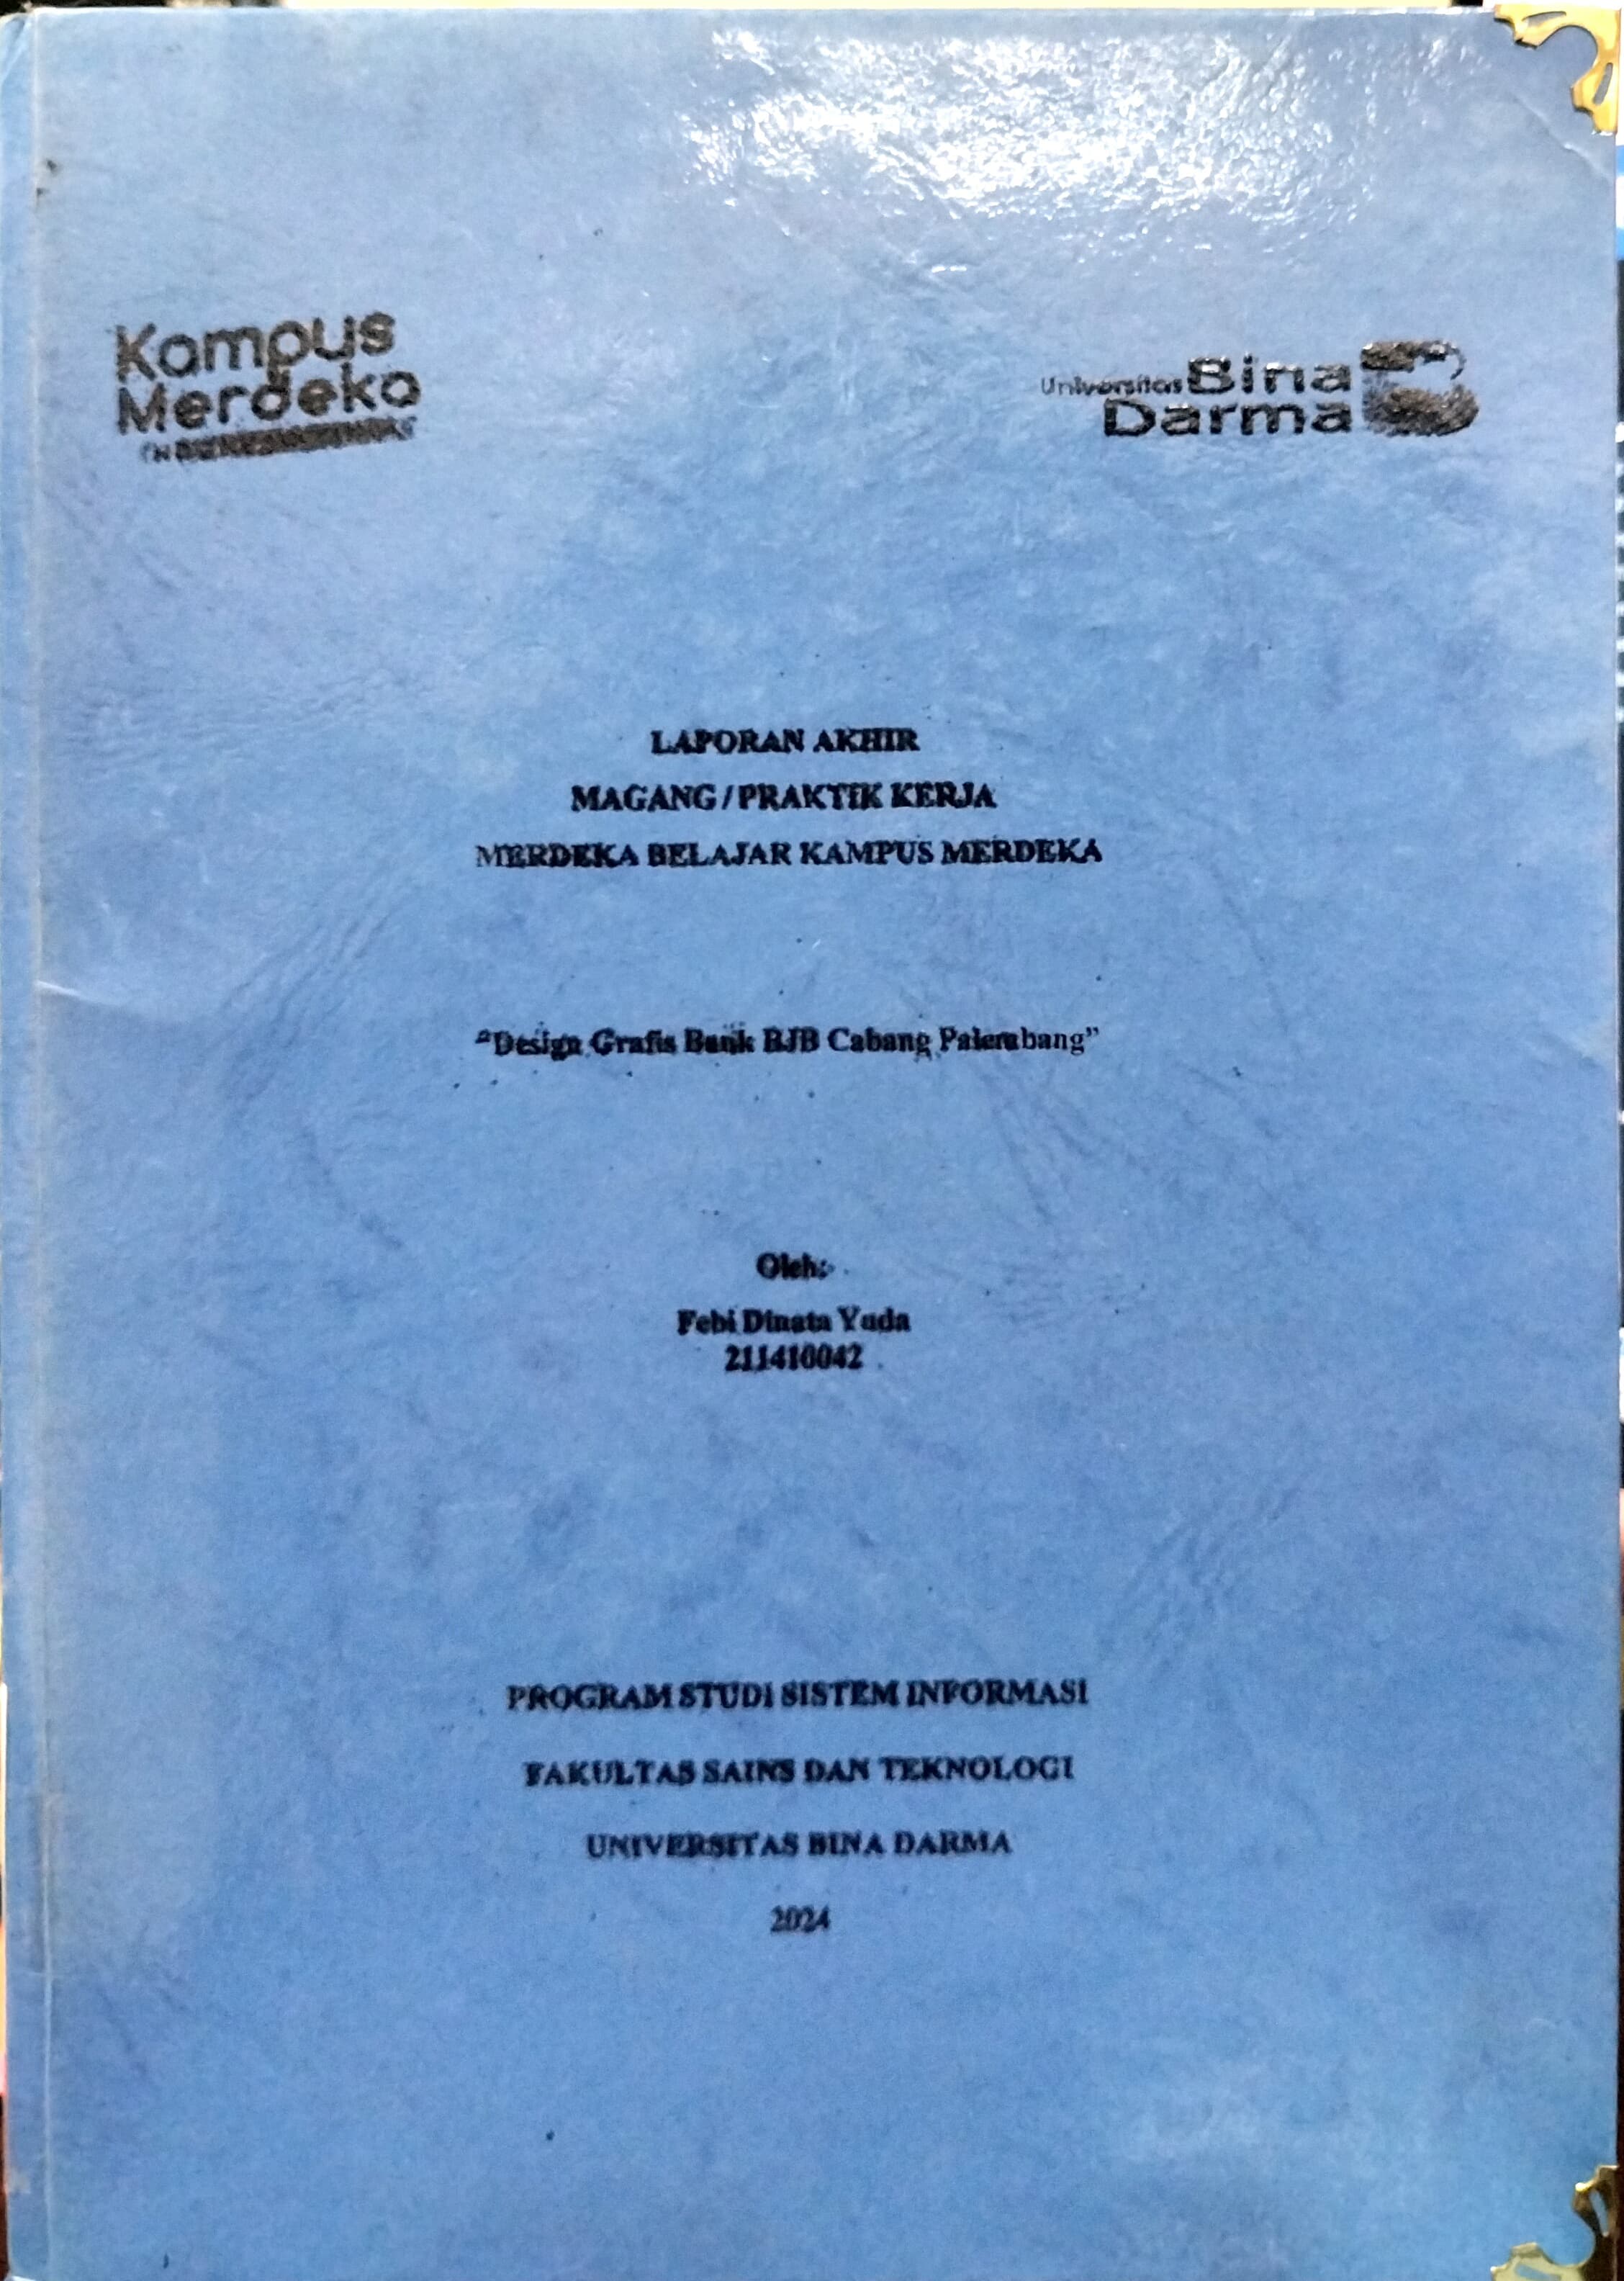 Kampus
Merdeka
Universitas Bina
Darma
LAPORAN AKHIR
MAGANG / PRAKTIK KERJA
MERDEKA BELAJAR KAMPUS MERDEKA
“Design Grafis Bank BJB Cabang Palembang”
Oleh:
Febi Dinata Yuda
211410042
PROGRAM STUDI SISTEM INFORMASI
FAKULTAS SAINS DAN TEKNOLOGI
UNIVERSITAS BINA DARMA
2024